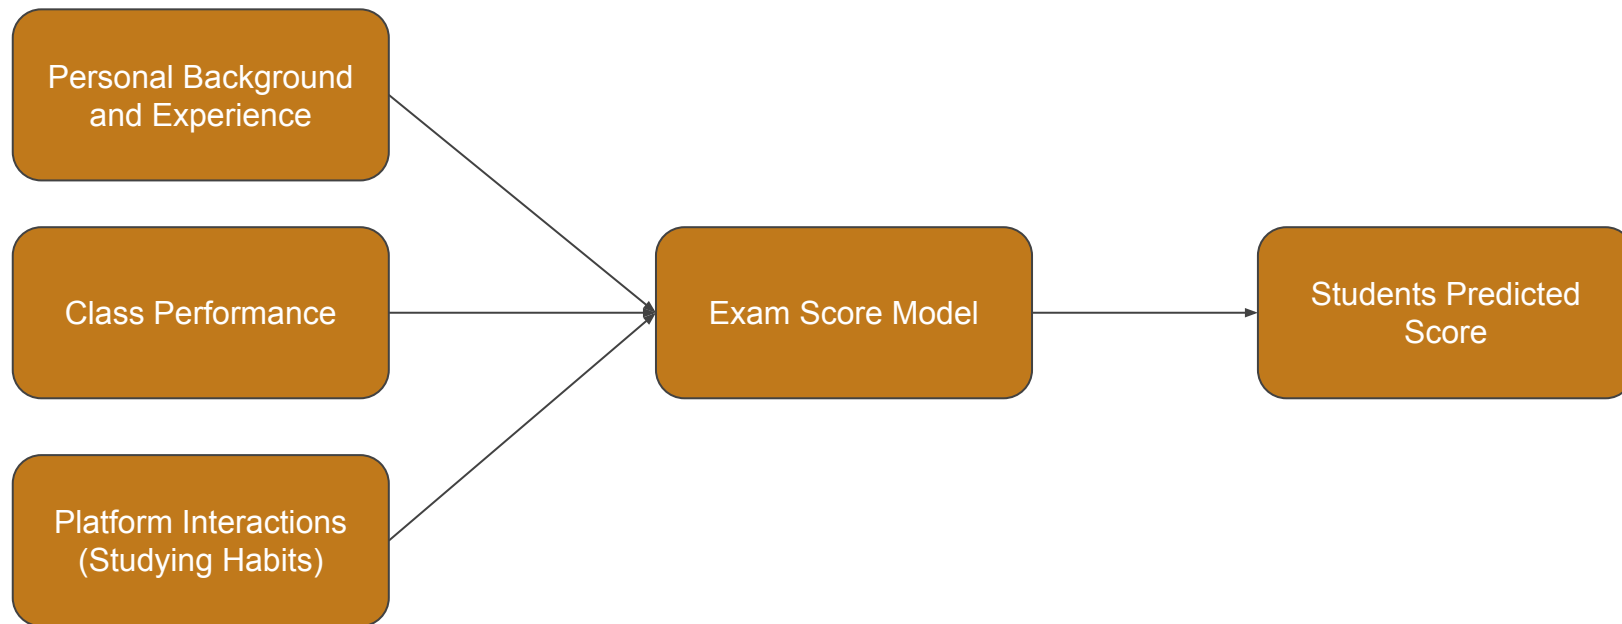 Personal Background
and Experience
Class Performance
Platform Interactions
(Studying Habits)
Exam Score Model
Students Predicted
Score